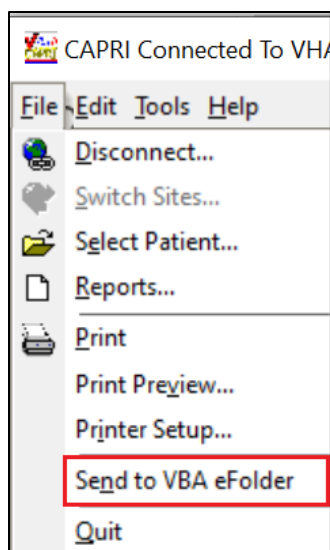 CAPRI Connected To VHA
File Edit Tools Help
Disconnect...
Switch Sites...
Select Patient...
Reports...
Print
Print Preview...
Printer Setup...
Send to VBA eFolder
Quit